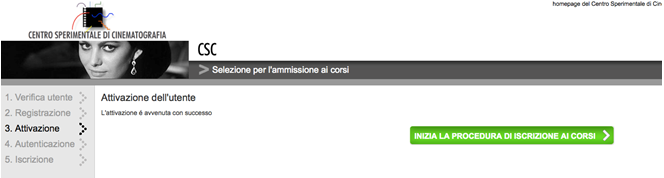 homepage del Centro Sperimentale di Cin
CENTRO SPERIMENTALE DI CINEMATOGRAFIA
CSC
Selezione per l'ammissione ai corsi
1. Verifica utente
2. Registrazione
3. Attivazione
4. Autenticazione
5. Iscrizione
Attivazione dell'utente
L'attivazione è avvenuta con successo
INIZIA LA PROCEDURA DI ISCRIZIONE AI CORSI